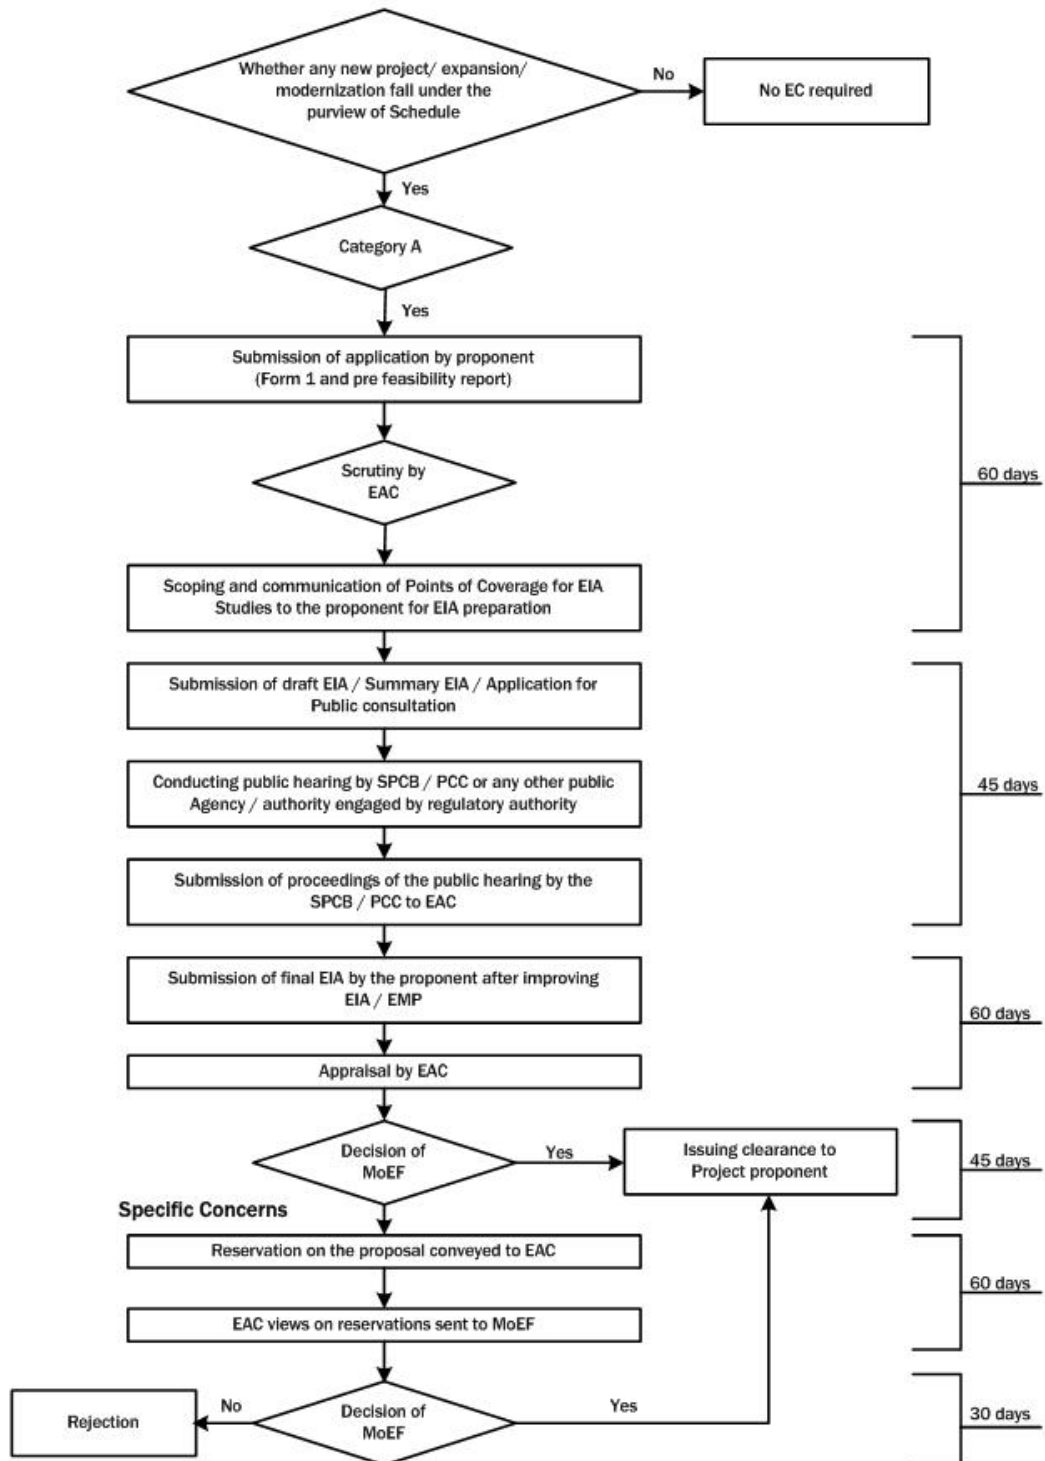 Whether any new project/ expansion/
modernization fall under the
purview of Schedule
No
No EC required
Yes
Category A
Yes
Submission of application by proponent
(Form 1 and pre feasibility report)
Scrutiny by
EAC
60 days
Scoping and communication of Points of Coverage for EIA
Studies to the proponent for EIA preparation
Submission of draft EIA / Summary EIA / Application for
Public consultation
Conducting public hearing by SPCB / PCC or any other public
Agency / authority engaged by regulatory authority
45 days
Submission of proceedings of the public hearing by the
SPCB / PCC to EAC
Submission of final EIA by the proponent after improving
EIA / EMP
60 days
Appraisal by EAC
Decision of
MoEF
Yes
Issuing clearance to
Project proponent
45 days
Specific Concerns
Reservation on the proposal conveyed to EAC
60 days
EAC views on reservations sent to MoEF
Rejection
No
Decision of
MoEF
Yes
30 days